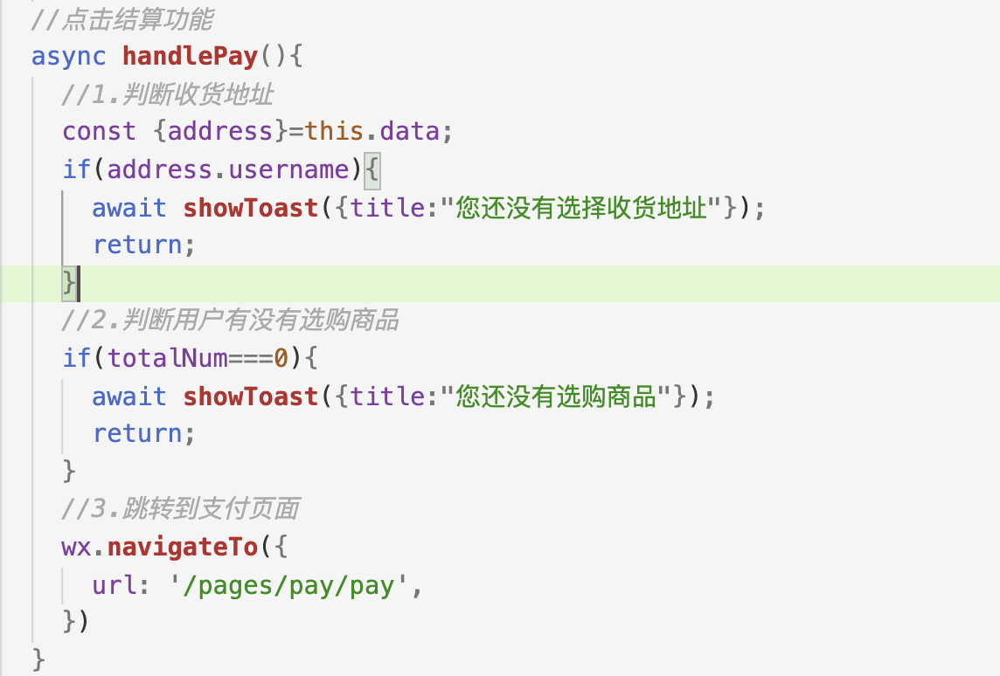 //点击结算功能
async handlePay(){
//1.判断收货地址
const {address}=this.data;
if(address.username){
await showToast({title:"您还没有选择收货地址"});
return;
}
//2.判断用户有没有选购商品
if(totalNum===0){
await showToast({title:"您还没有选购商品"});
return;
}
//3.跳转到支付页面
wx.navigateTo({
url: '/pages/pay/pay',
})
}